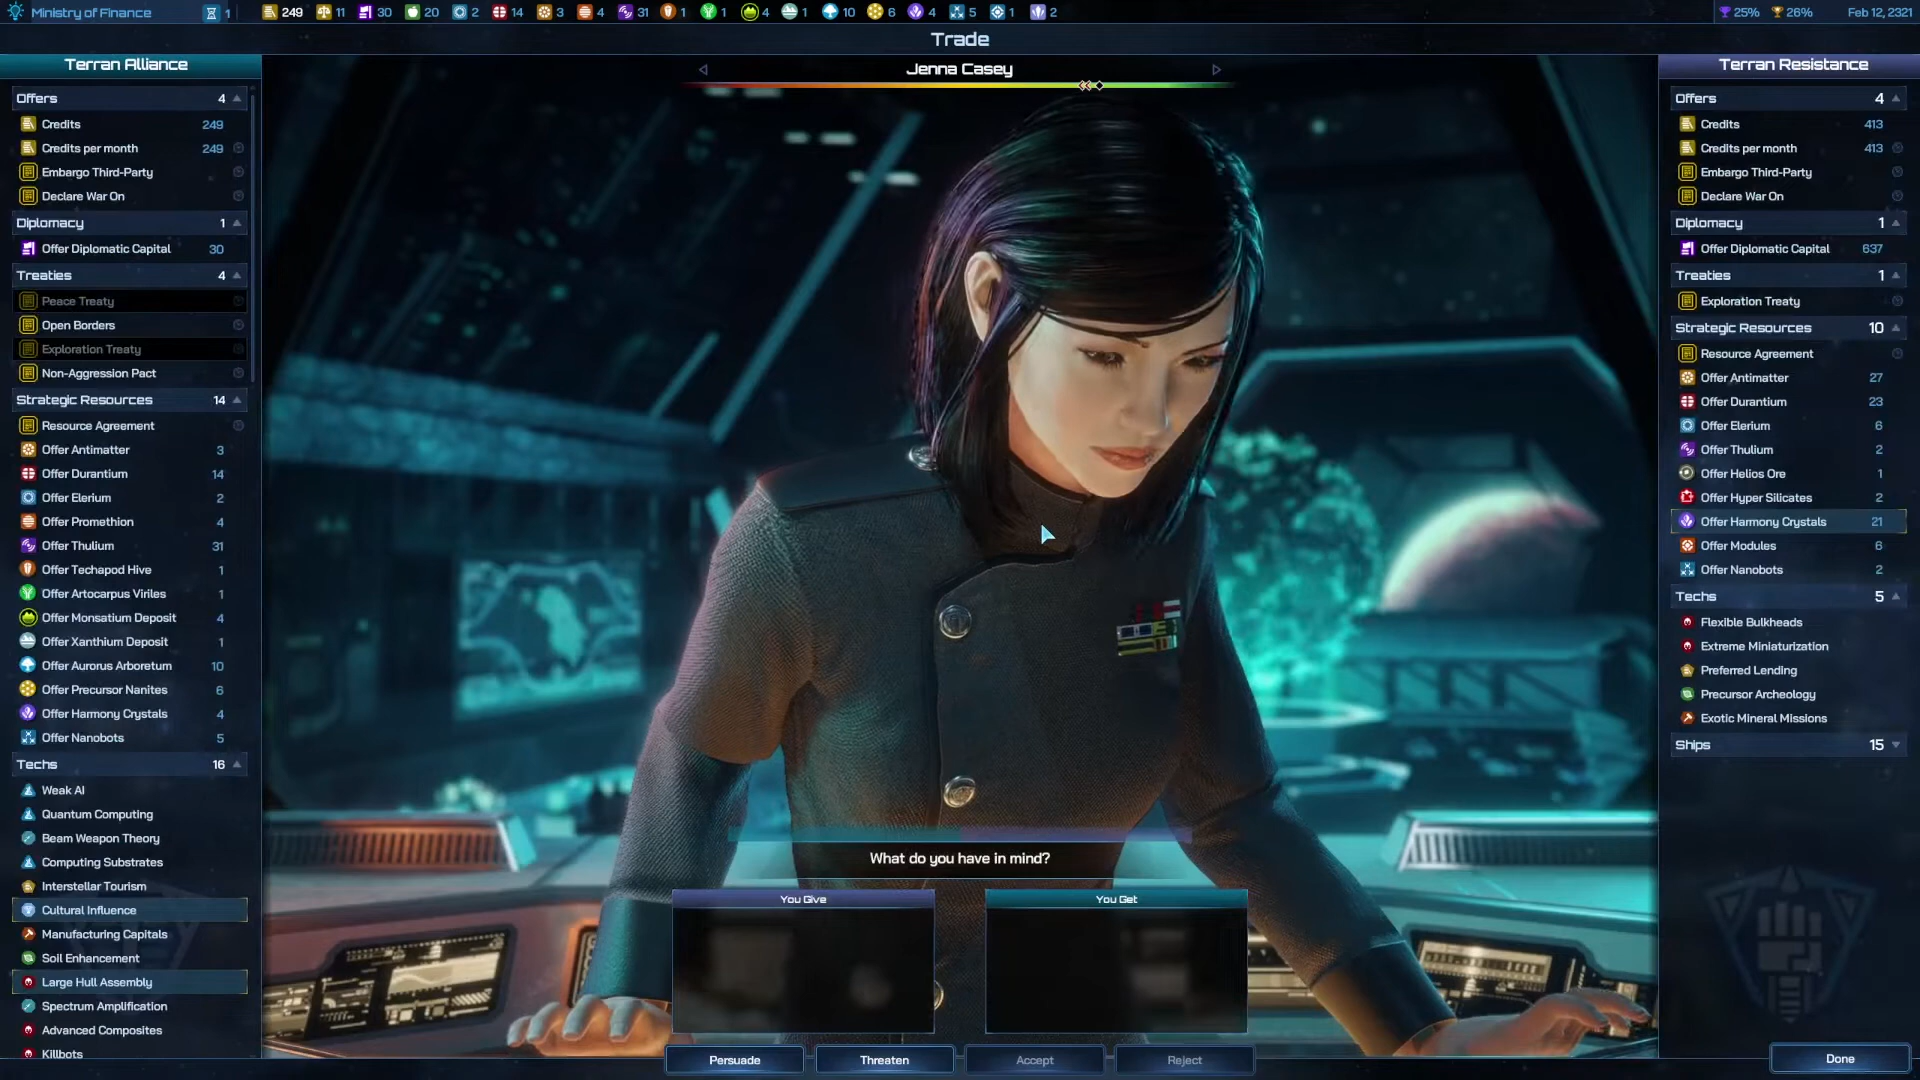 Ministry of Finance 1 249 11 30 20 2 14 3 4 31 1 1 4 1 10 6 4 5 1 2 25% 26% Feb 12, 2321
Trade
Terran Alliance
Offers 4
Credits 249
Credits per month 249
Embargo Third-Party
Declare War On
Diplomacy 1
Offer Diplomatic Capital 30
Treaties 4
Peace Treaty
Open Borders
Exploration Treaty
Non-Aggression Pact
Strategic Resources 14
Resource Agreement
Offer Antimatter 3
Offer Durantium 14
Offer Elerium 2
Offer Promethion 4
Offer Thulium 31
Offer Techapod Hive 1
Offer Artocarpus Viriles 1
Offer Monsatium Deposit 4
Offer Xanthium Deposit 1
Offer Aurorus Arboretum 10
Offer Precursor Nanites 6
Offer Harmony Crystals 4
Offer Nanobots 5
Techs 16
Weak AI
Quantum Computing
Beam Weapon Theory
Computing Substrates
Interstellar Tourism
Cultural Influence
Manufacturing Capitals
Soil Enhancement
Large Hull Assembly
Spectrum Amplification
Advanced Composites
Killbots
Jenna Casey
What do you have in mind?
You Give
You Get
Persuade
Threaten
Accept
Reject
Terran Resistance
Offers 4
Credits 413
Credits per month 413
Embargo Third-Party
Declare War On
Diplomacy 1
Offer Diplomatic Capital 637
Treaties 1
Exploration Treaty
Strategic Resources 10
Resource Agreement
Offer Antimatter 27
Offer Durantium 23
Offer Elerium 6
Offer Thulium 2
Offer Helios Ore 1
Offer Hyper Silicates 2
Offer Harmony Crystals 21
Offer Modules 6
Offer Nanobots 2
Techs 5
Flexible Bulkheads
Extreme Miniaturization
Preferred Lending
Precursor Archeology
Exotic Mineral Missions
Ships 15
Done